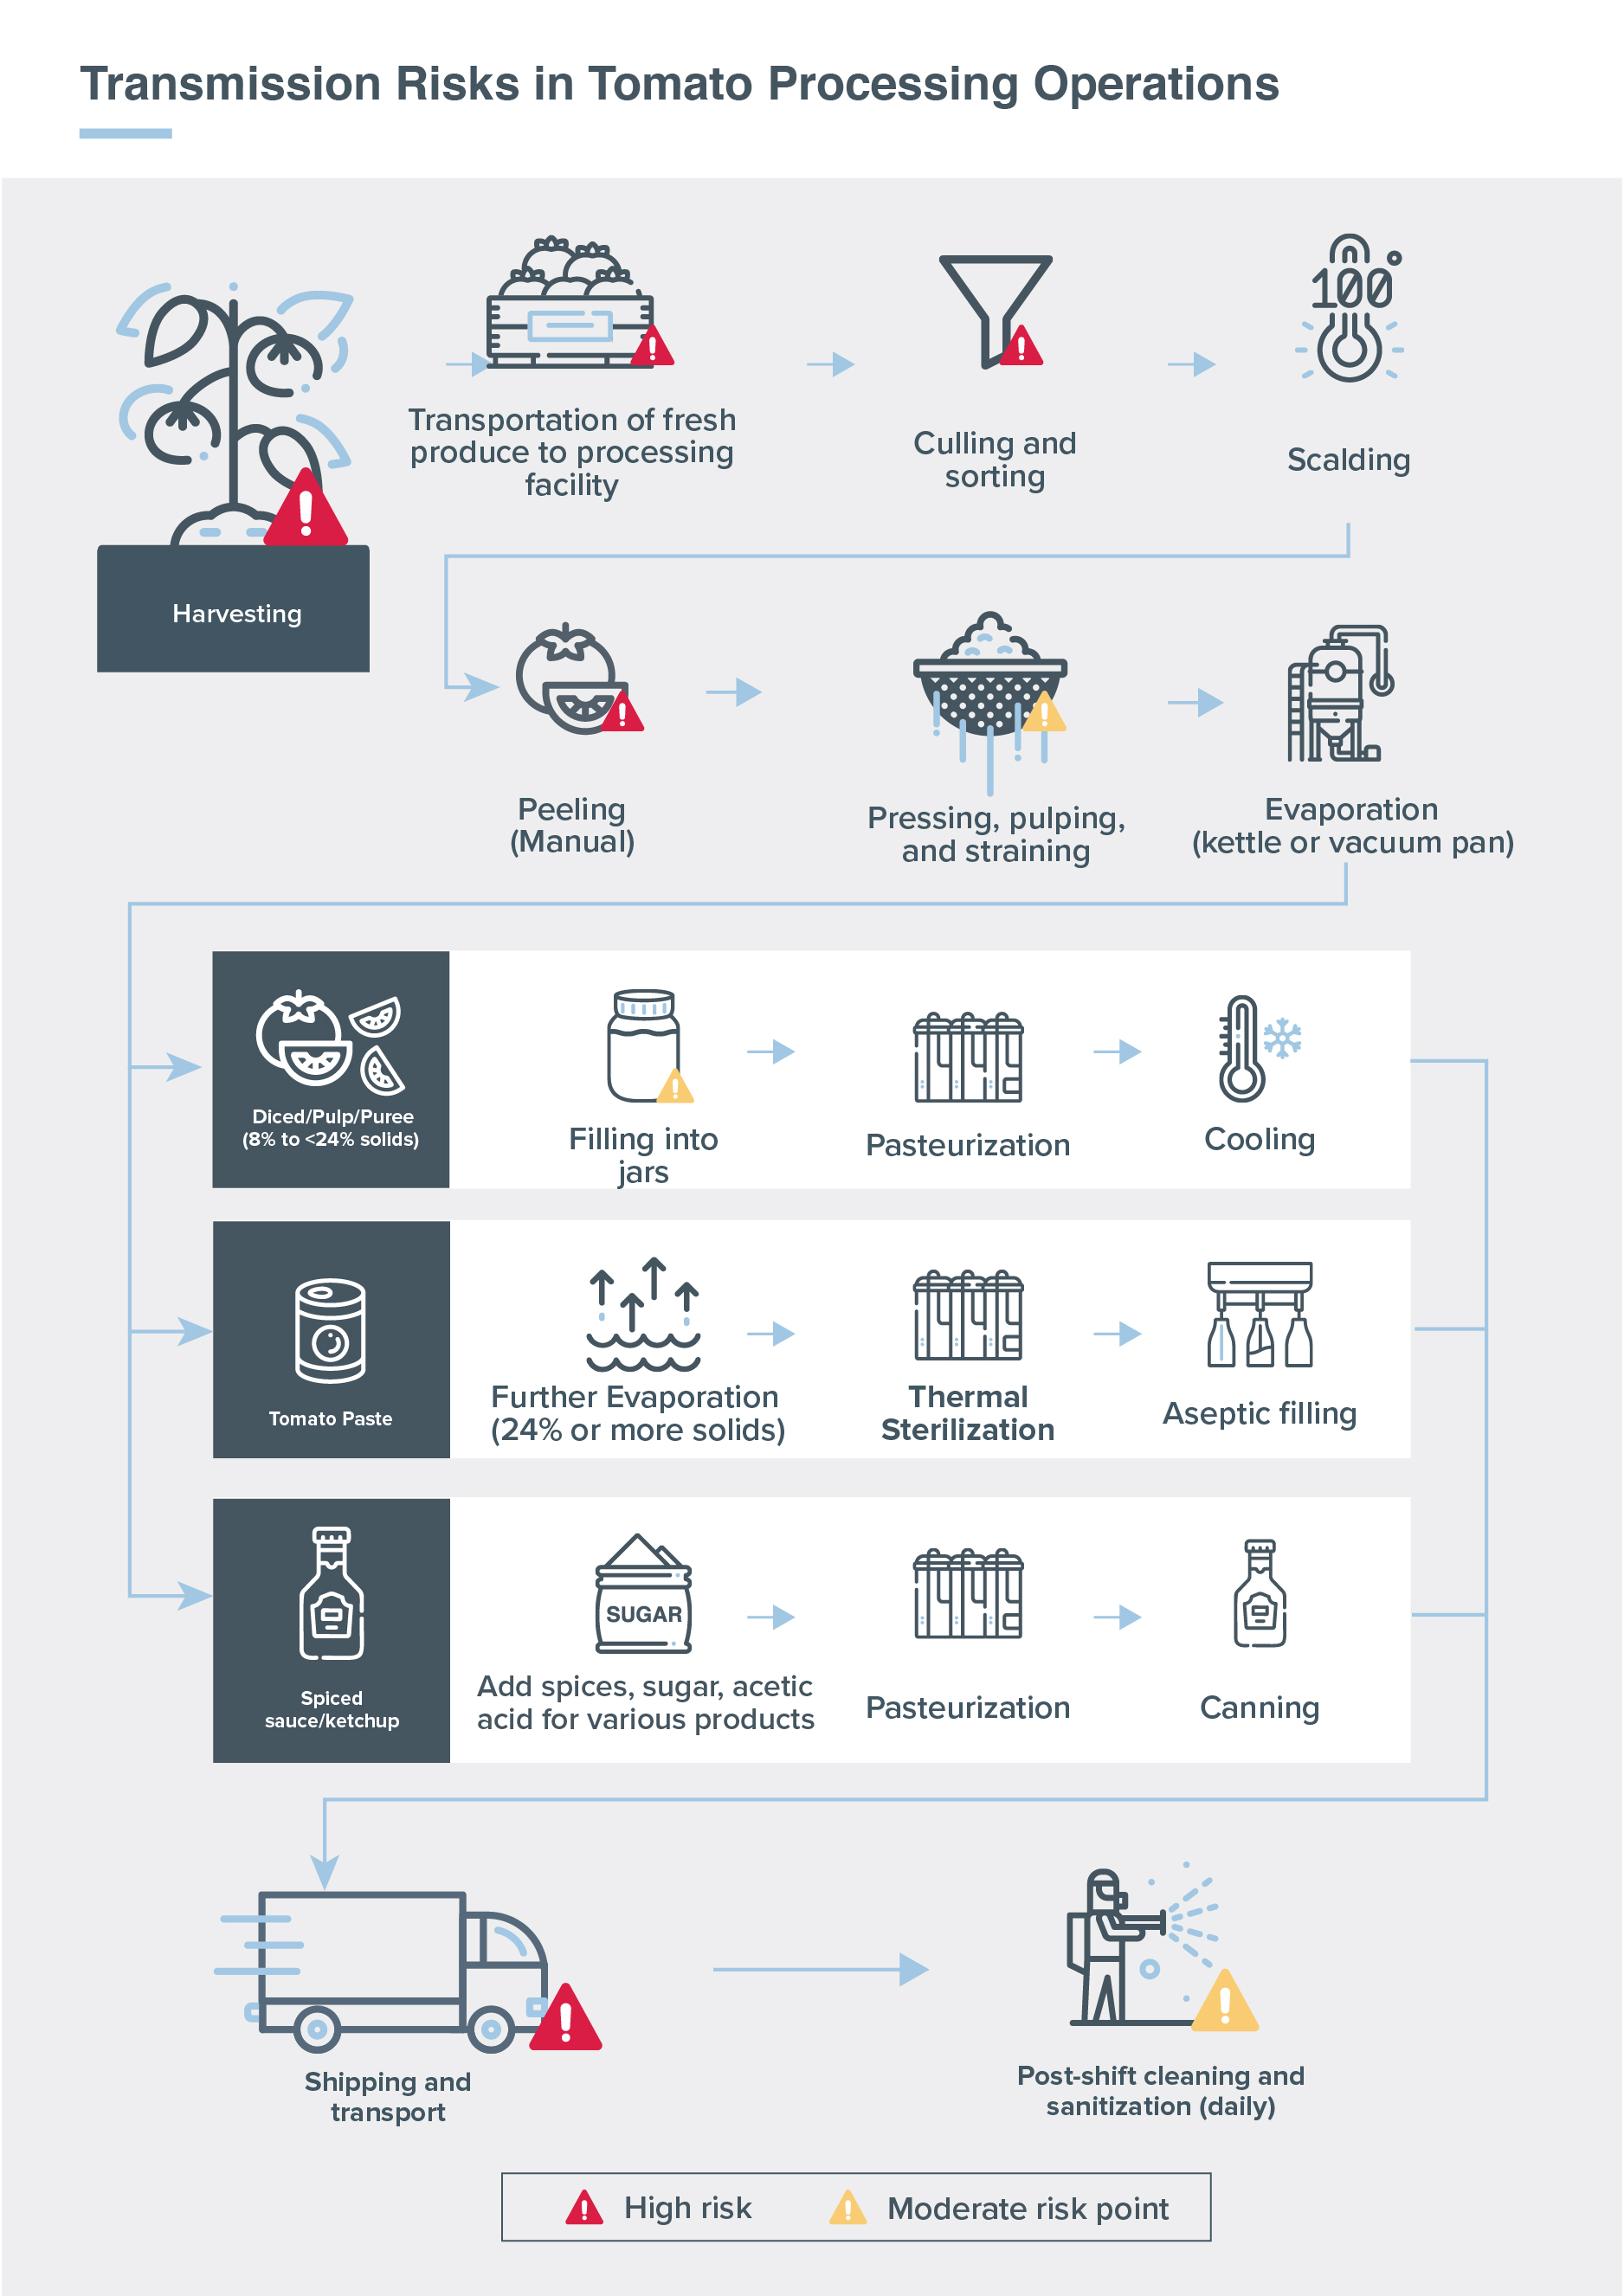 Transmission Risks in Tomato Processing Operations
100°
Transportation of fresh
produce to processing
facility
Culling and
sorting
Scalding
Harvesting
Peeling
(Manual)
Pressing, pulping,
and straining
Evaporation
(kettle or vacuum pan)
Diced/Pulp/Puree
(8% to <24% solids)
Filling into
jars
Pasteurization
Cooling
Tomato Paste
Further Evaporation
(24% or more solids)
Thermal
Sterilization
Aseptic filling
Spiced
sauce/ketchup
SUGAR
Add spices, sugar, acetic
acid for various products
Pasteurization
Canning
Shipping and
transport
Post-shift cleaning and
sanitization (daily)
High risk
Moderate risk point